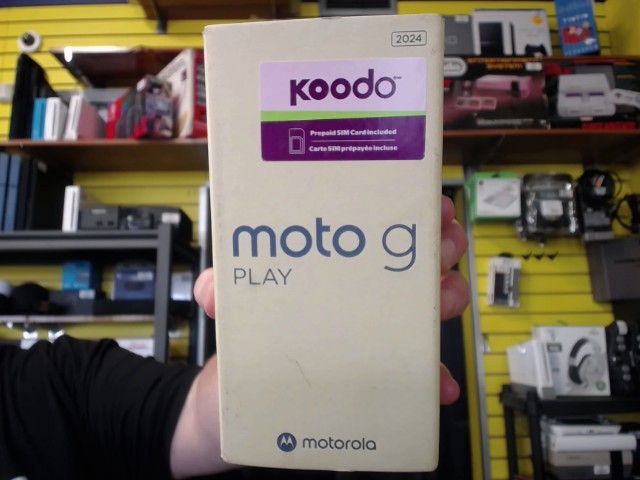 2024
Koodo
Prepaid SIM Card included
Carte SIM prépayée incluse
moto g
PLAY
motorola